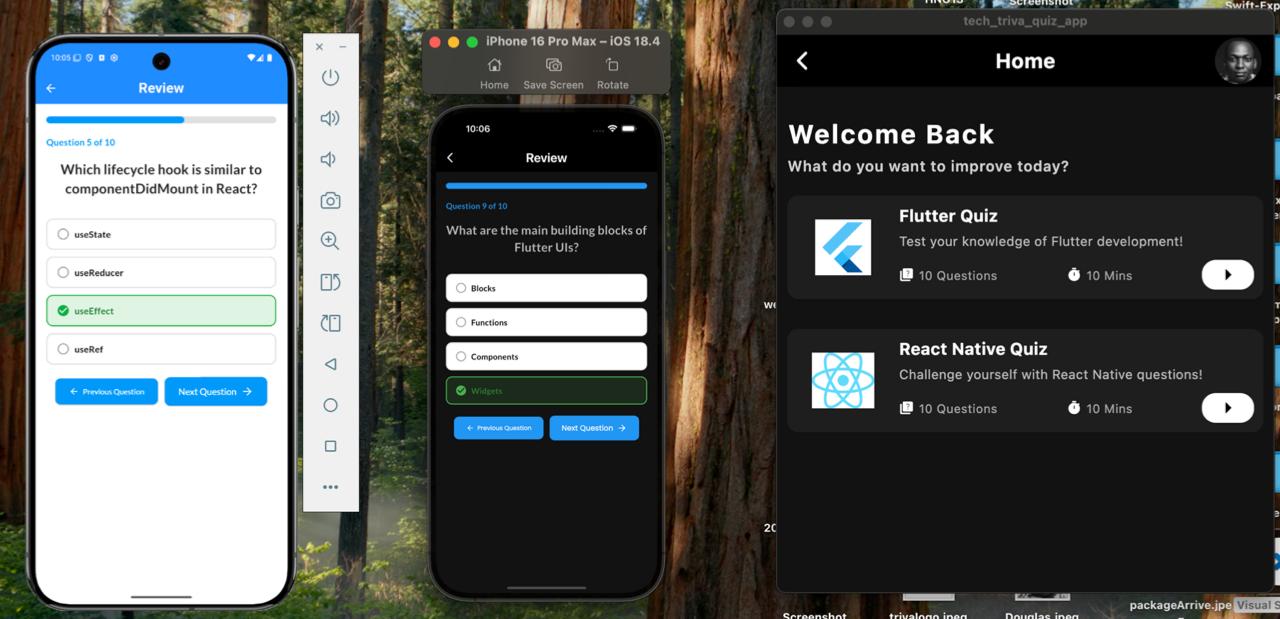 10:05
Review
Question 5 of 10
Which lifecycle hook is similar to
componentDidMount in React?
useState
useReducer
useEffect
useRef
← Previous Question
Next Question →
iPhone 16 Pro Max – iOS 18.4
Home
Save Screen
Rotate
10:06
Review
Question 9 of 10
What are the main building blocks of
Flutter UIs?
Blocks
Functions
Components
Widgets
← Previous Question
Next Question →
Screenshot
Swift-Exp
tech_triva_quiz_app
Home
Welcome Back
What do you want to improve today?
Flutter Quiz
Test your knowledge of Flutter development!
10 Questions
10 Mins
React Native Quiz
Challenge yourself with React Native questions!
10 Questions
10 Mins
we
20
packageArrive.jpe
Visual S
Screenshot
trivalogo.jpeg
Douglas.jpeg